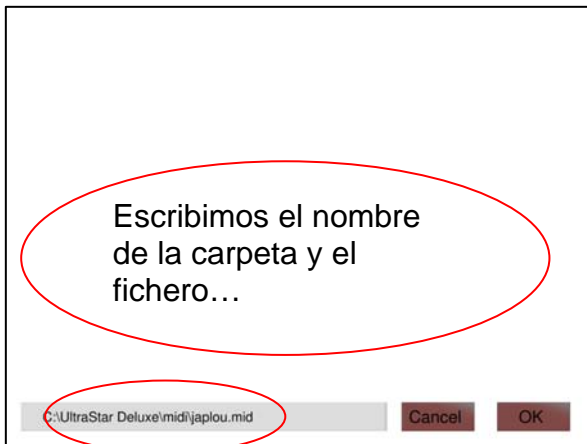 Escribimos el nombre
de la carpeta y el
fichero…
C:\UltraStar Deluxe\midi\japlou.mid Cancel OK